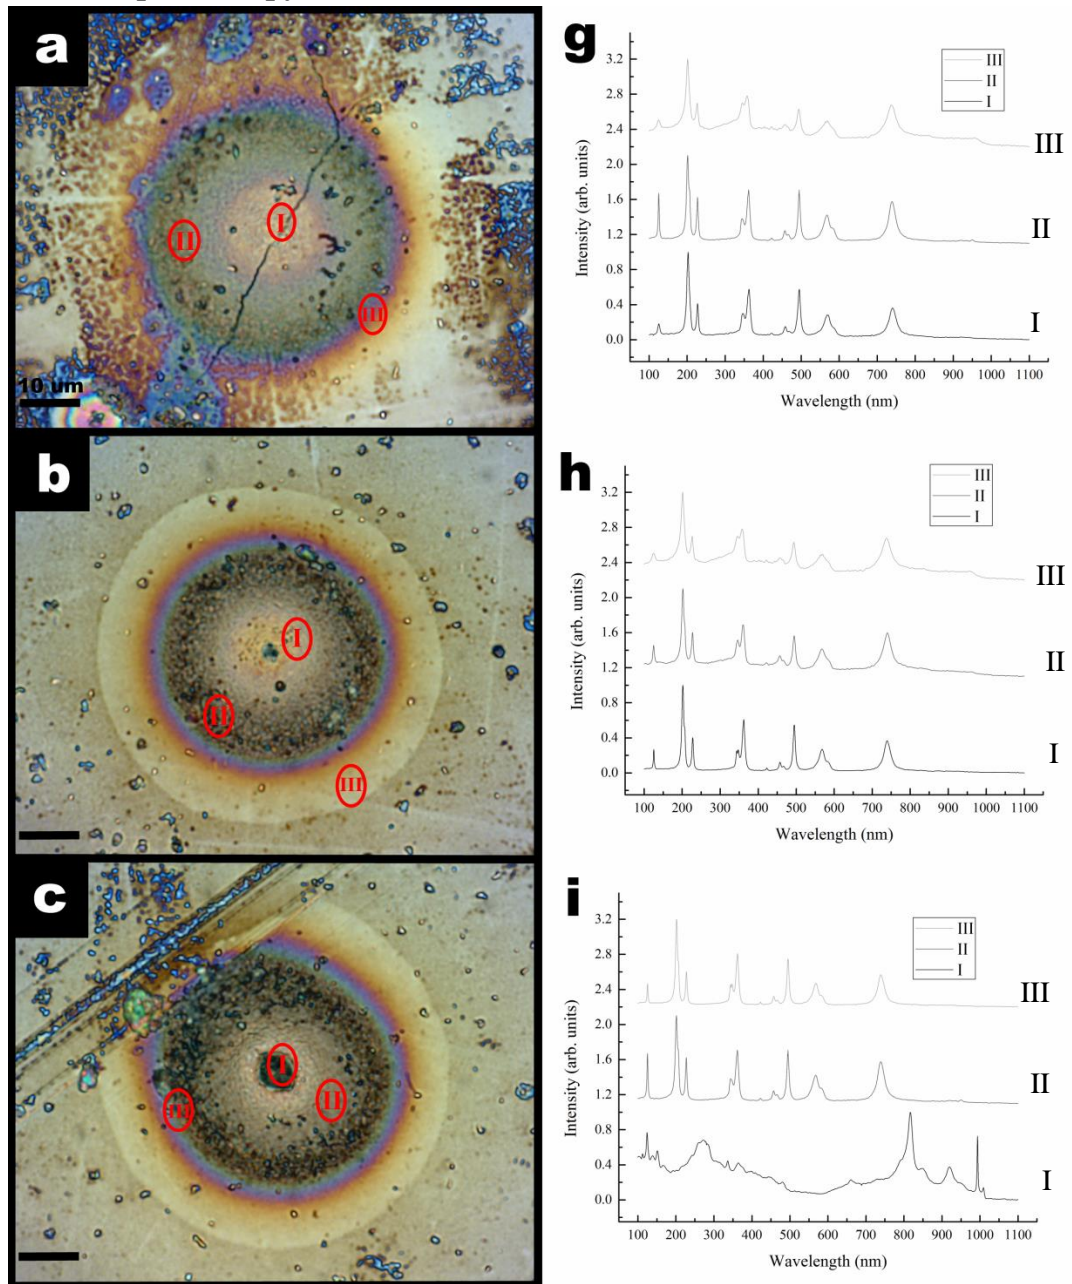 a
I
II
III
10 um
b
I
II
III
c
I
II
III
g
III
II
I
3.2
2.8
2.4
2.0
1.6
1.2
0.8
0.4
0.0
Intensity (arb. units)
III
II
I
100 200 300 400 500 600 700 800 900 1000 1100
Wavelength (nm)
h
III
II
I
3.2
2.8
2.4
2.0
1.6
1.2
0.8
0.4
0.0
Intensity (arb. units)
III
II
I
100 200 300 400 500 600 700 800 900 1000 1100
Wavelength (nm)
i
III
II
I
3.2
2.8
2.4
2.0
1.6
1.2
0.8
0.4
0.0
Intensity (arb. units)
III
II
I
100 200 300 400 500 600 700 800 900 1000 1100
Wavelength (nm)